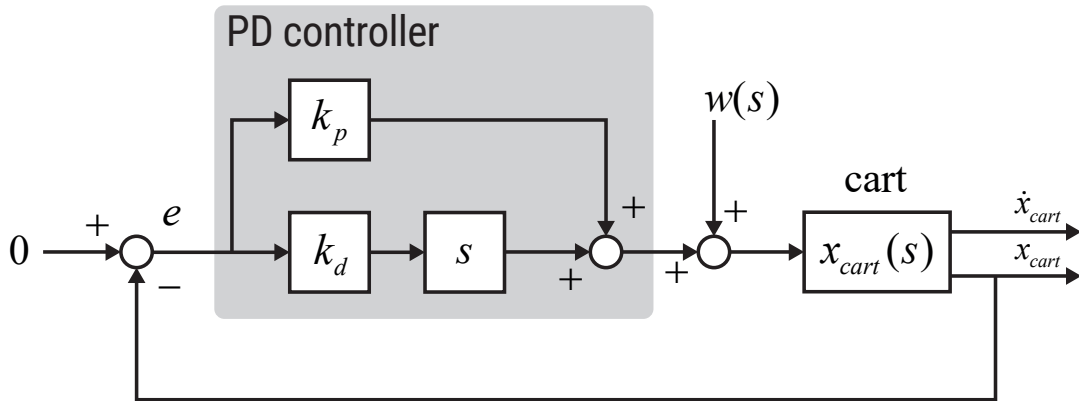 PD controller
k_p
w(s)
cart
+
e
+
+
ẋ_cart
0
k_d
s
x_cart(s)
x_cart
−
+
+